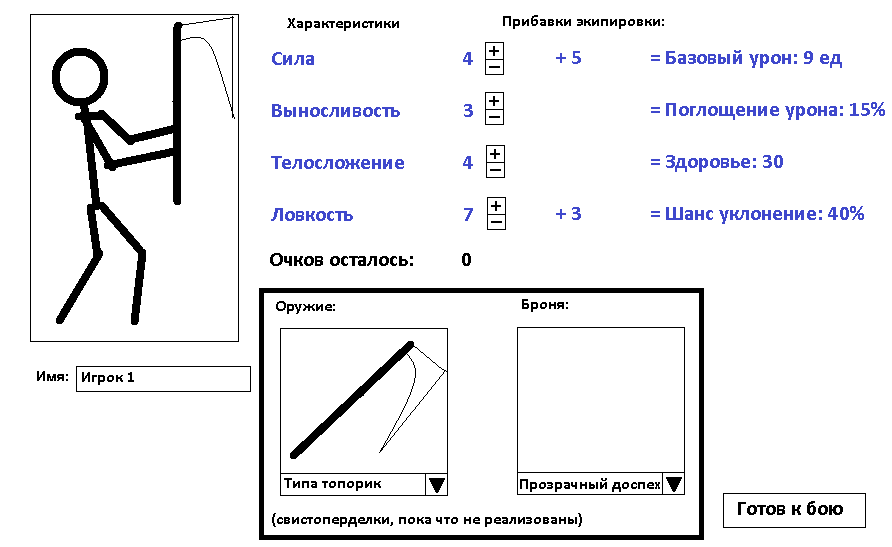 Характеристики Прибавки экипировки:
Сила 4 + − + 5 = Базовый урон: 9 ед
Выносливость 3 + − = Поглощение урона: 15%
Телосложение 4 + − = Здоровье: 30
Ловкость 7 + − + 3 = Шанс уклонение: 40%
Очков осталось: 0
Оружие: Броня:
Имя: Игрок 1
Типа топорик Прозрачный доспех
(свистоперделки, пока что не реализованы)
Готов к бою